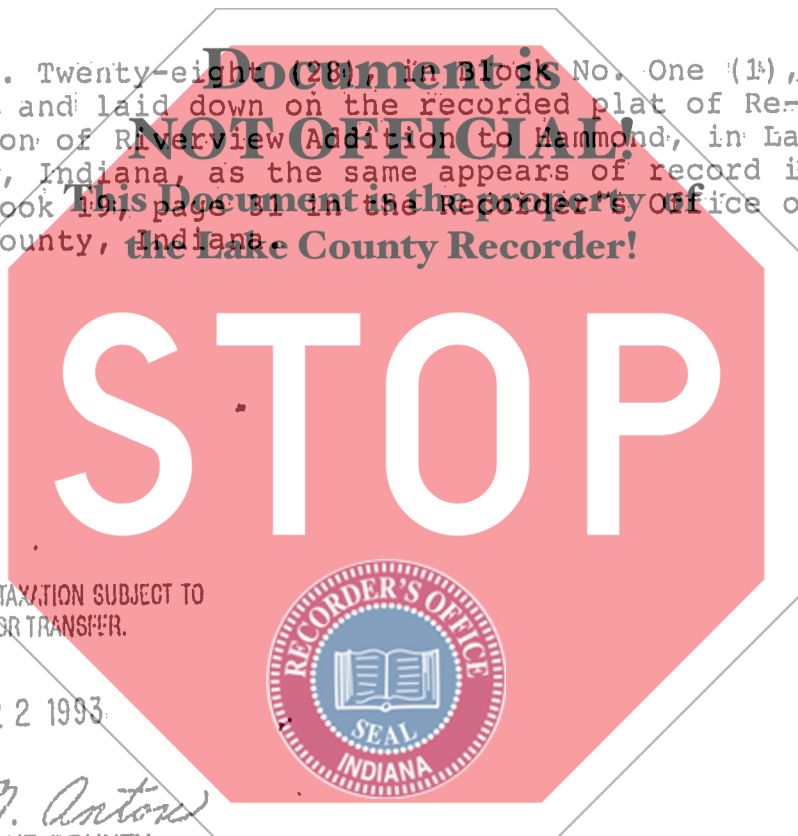 . Twenty-eight (28), in Block No. One (1),
and laid down on the recorded plat of Re-
on of Riverview Addition to Hammond, in La
, Indiana, as the same appears of record i
ook 19, page 31 in the Recorder's Office o
ounty, Indiana.
Document is
NOT OFFICIAL!
This Document is the property of
the Lake County Recorder!
STOP
TAXATION SUBJECT TO
OR TRANSFER.
2 1993
RECORDER'S OFFICE
SEAL
INDIANA